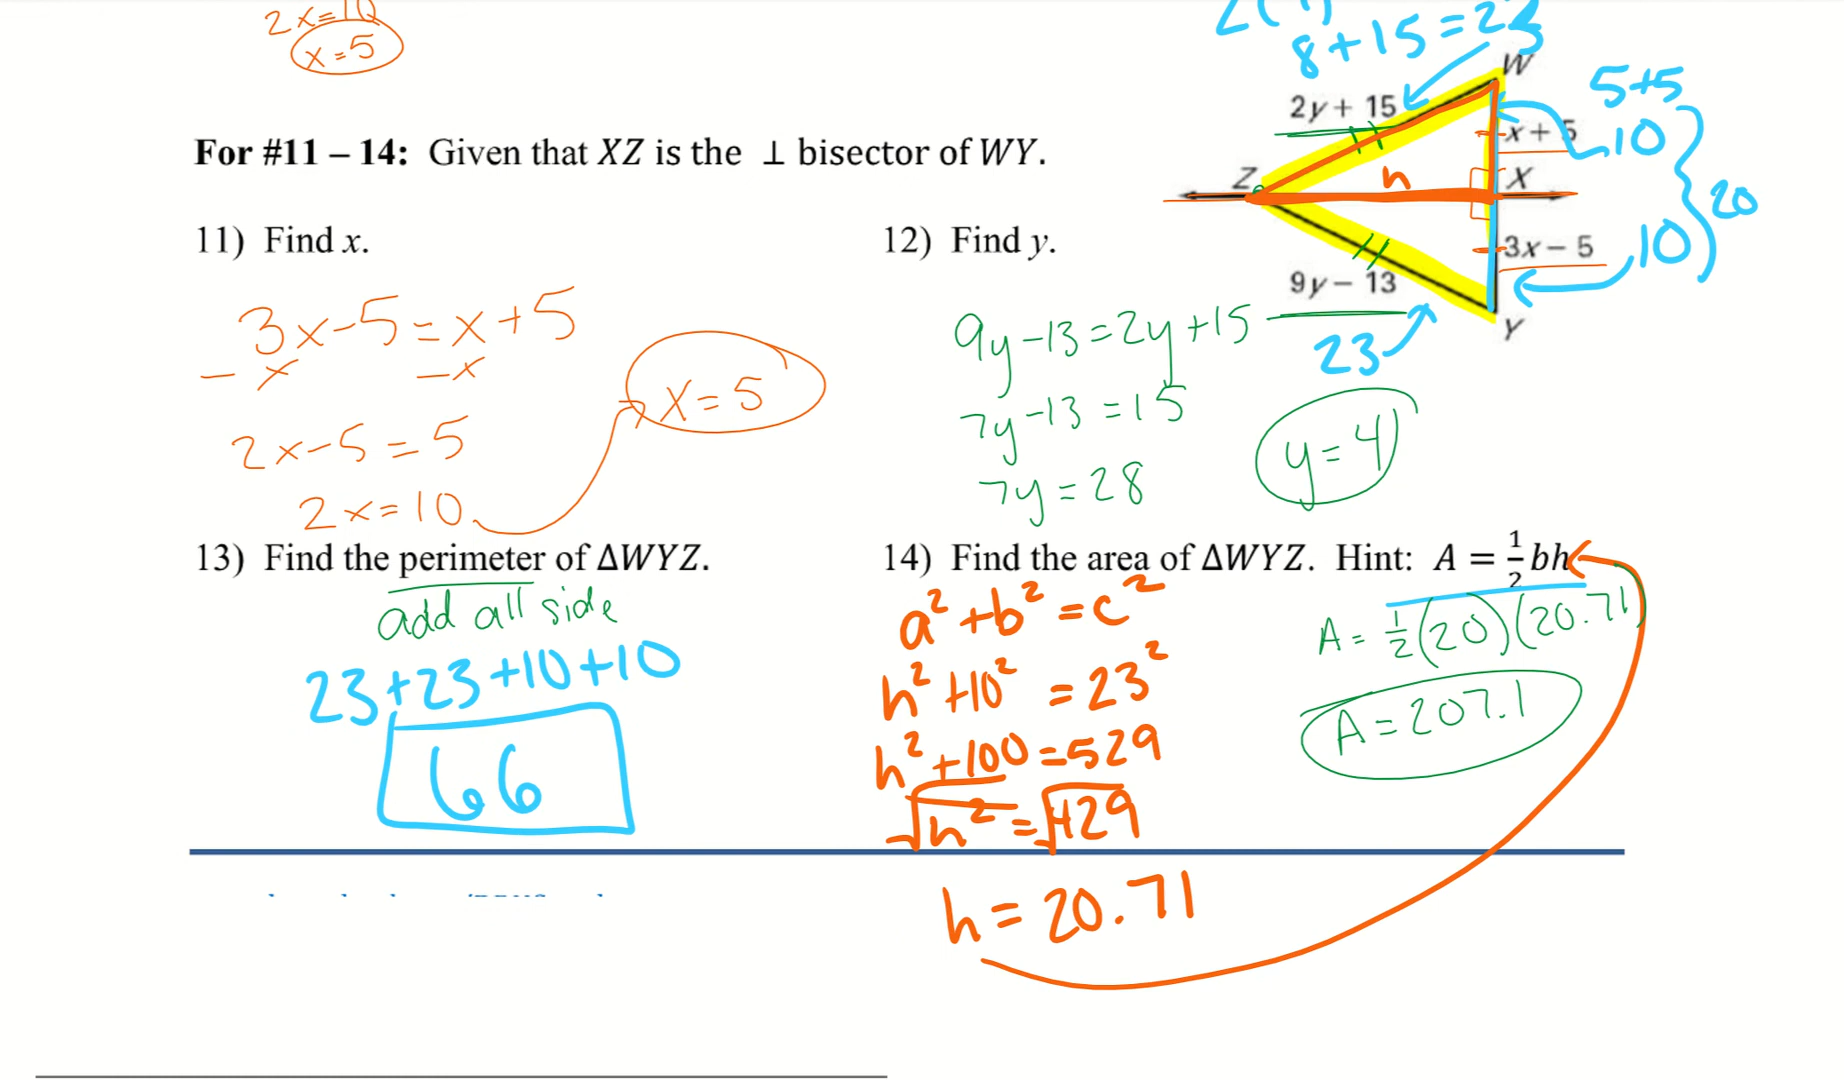 2x=10
x=5
8+15=23
W
5+5
2y + 15
x + 5
10
For #11 – 14: Given that XZ is the ⊥ bisector of WY.
Z
h
X
20
11) Find x.
12) Find y.
3x – 5
10
9y – 13
Y
23
3x-5=x+5
-x -x
2x-5=5
2x=10
x=5
9y-13=2y+15
7y-13=15
7y=28
y=4
13) Find the perimeter of ΔWYZ.
add all side
23+23+10+10
66
14) Find the area of ΔWYZ. Hint: A = 1/2 bh
a²+b²=c²
h²+10²=23²
h²+100=529
√h²=√429
h=20.71
A=1/2(20)(20.71)
A=207.1